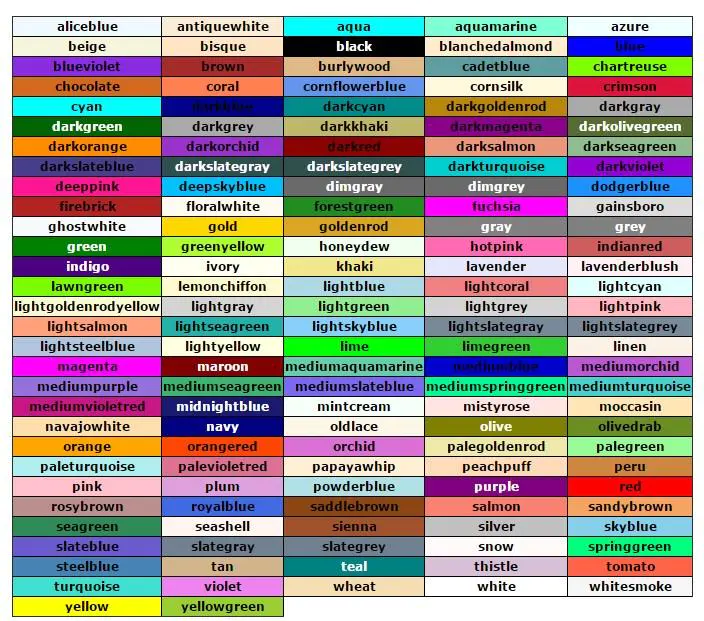 aliceblue antiquewhite aqua aquamarine azure
beige bisque black blanchedalmond blue
blueviolet brown burlywood cadetblue chartreuse
chocolate coral cornflowerblue cornsilk crimson
cyan darkblue darkcyan darkgoldenrod darkgray
darkgreen darkgrey darkkhaki darkmagenta darkolivegreen
darkorange darkorchid darkred darksalmon darkseagreen
darkslateblue darkslategray darkslategrey darkturquoise darkviolet
deeppink deepskyblue dimgray dimgrey dodgerblue
firebrick floralwhite forestgreen fuchsia gainsboro
ghostwhite gold goldenrod gray grey
green greenyellow honeydew hotpink indianred
indigo ivory khaki lavender lavenderblush
lawngreen lemonchiffon lightblue lightcoral lightcyan
lightgoldenrodyellow lightgray lightgreen lightgrey lightpink
lightsalmon lightseagreen lightskyblue lightslategray lightslategrey
lightsteelblue lightyellow lime limegreen linen
magenta maroon mediumaquamarine mediumblue mediumorchid
mediumpurple mediumseagreen mediumslateblue mediumspringgreen mediumturquoise
mediumvioletred midnightblue mintcream mistyrose moccasin
navajowhite navy oldlace olive olivedrab
orange orangered orchid palegoldenrod palegreen
paleturquoise palevioletred papayawhip peachpuff peru
pink plum powderblue purple red
rosybrown royalblue saddlebrown salmon sandybrown
seagreen seashell sienna silver skyblue
slateblue slategray slategrey snow springgreen
steelblue tan teal thistle tomato
turquoise violet wheat white whitesmoke
yellow yellowgreen